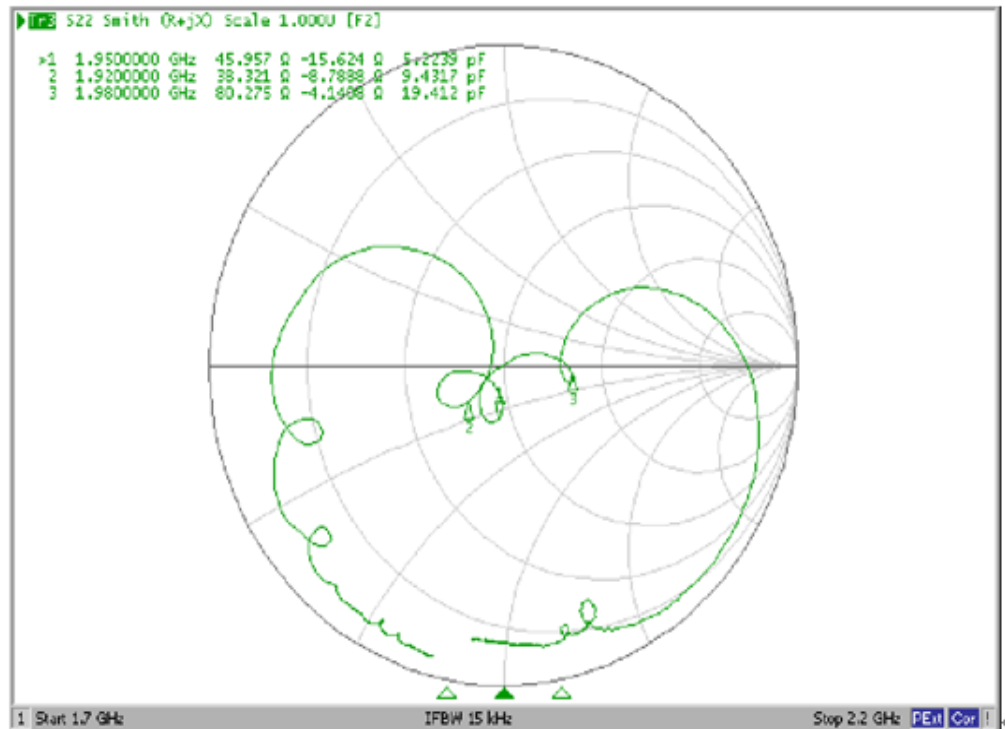 Tr3 S22 Smith (R+jX) Scale 1.000U [F2]
>1 1.9500000 GHz 45.957 Ω -15.624 Ω 5.2239 pF
2 1.9200000 GHz 38.321 Ω -8.7888 Ω 9.4317 pF
3 1.9800000 GHz 80.275 Ω -4.1408 Ω 19.412 pF
1
2
3
1 Start 1.7 GHz IFBW 15 kHz Stop 2.2 GHz PExt Cor !